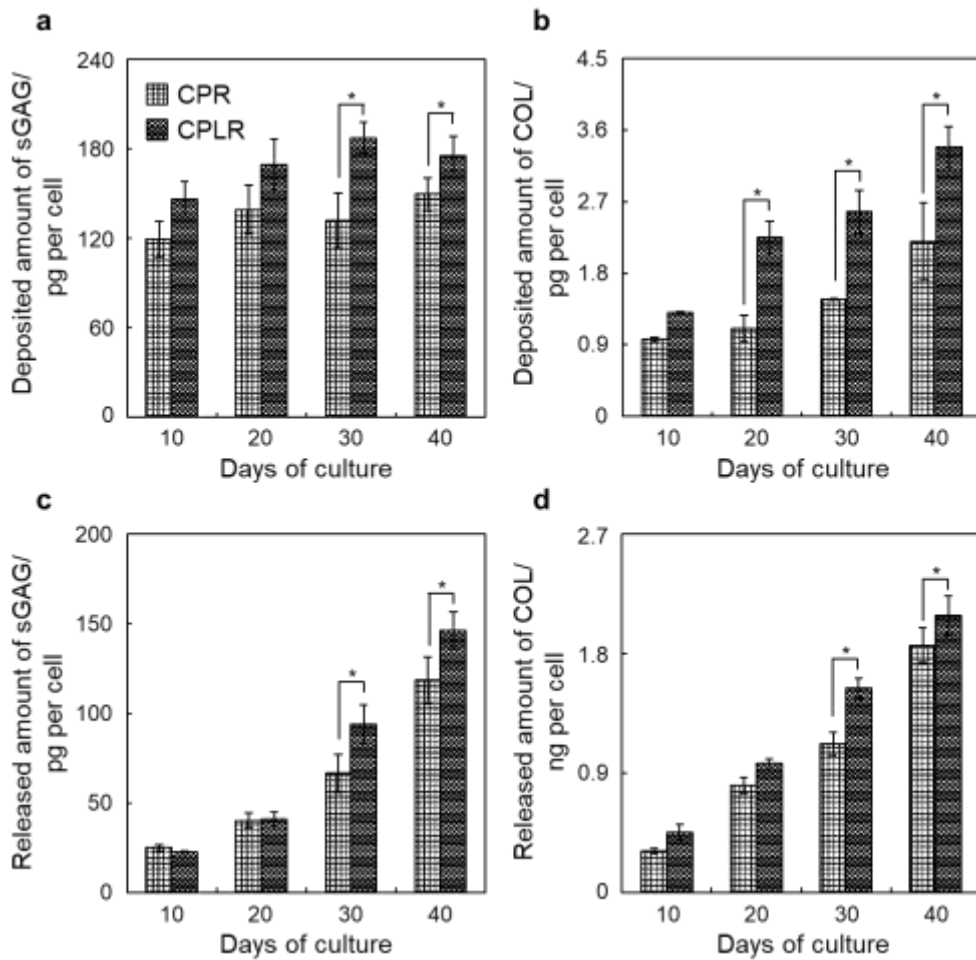 a
Deposited amount of sGAG/
pg per cell
240
180
120
60
0
CPR
CPLR
*
*
10 20 30 40
Days of culture
b
Deposited amount of COL/
pg per cell
4.5
3.6
2.7
1.8
0.9
0
*
*
*
10 20 30 40
Days of culture
c
Released amount of sGAG/
pg per cell
200
150
100
50
0
*
*
10 20 30 40
Days of culture
d
Released amount of COL/
ng per cell
2.7
1.8
0.9
0
*
*
10 20 30 40
Days of culture